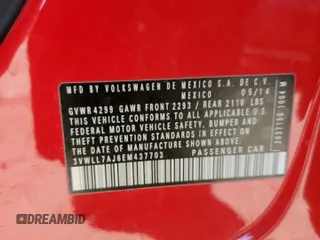 MFD BY VOLKSWAGEN DE MEXICO S.A. DE C.V.
MEXICO 05/14
GVWR4299 GAWR FRONT 2293 / REAR 2116 LBS
THIS VEHICLE CONFORMS TO ALL APPLICABLE U.S.
FEDERAL MOTOR VEHICLE SAFETY, BUMPER AND
THEFT PREVENTION STANDARDS IN EFFECT ON
THE DATE OF MANUFACTURE SHOWN ABOVE.
3VWLL7AJ6EM437703 PASSENGER CAR
DREAMBID